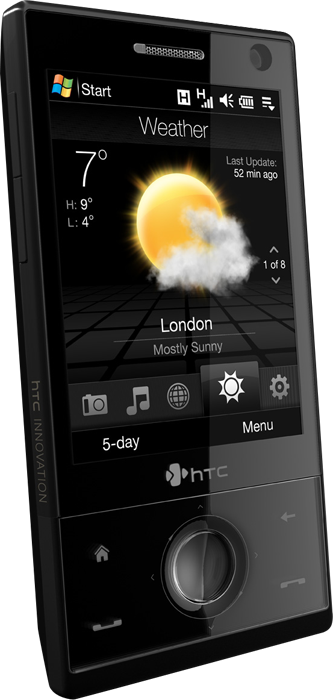 Start
H H
Weather
7°
Last Update:
52 min ago
H: 9°
L: 4°
1 of 8
London
Mostly Sunny
5-day
Menu
hTC
hTC INNOVATION